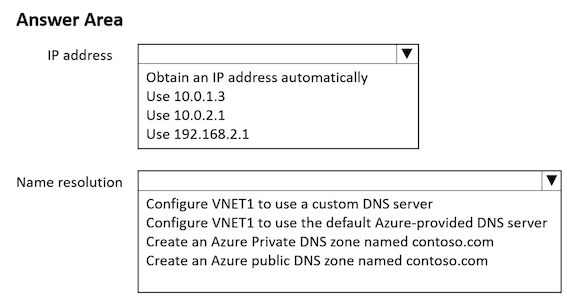 Answer Area
IP address
Obtain an IP address automatically
Use 10.0.1.3
Use 10.0.2.1
Use 192.168.2.1
Name resolution
Configure VNET1 to use a custom DNS server
Configure VNET1 to use the default Azure-provided DNS server
Create an Azure Private DNS zone named contoso.com
Create an Azure public DNS zone named contoso.com